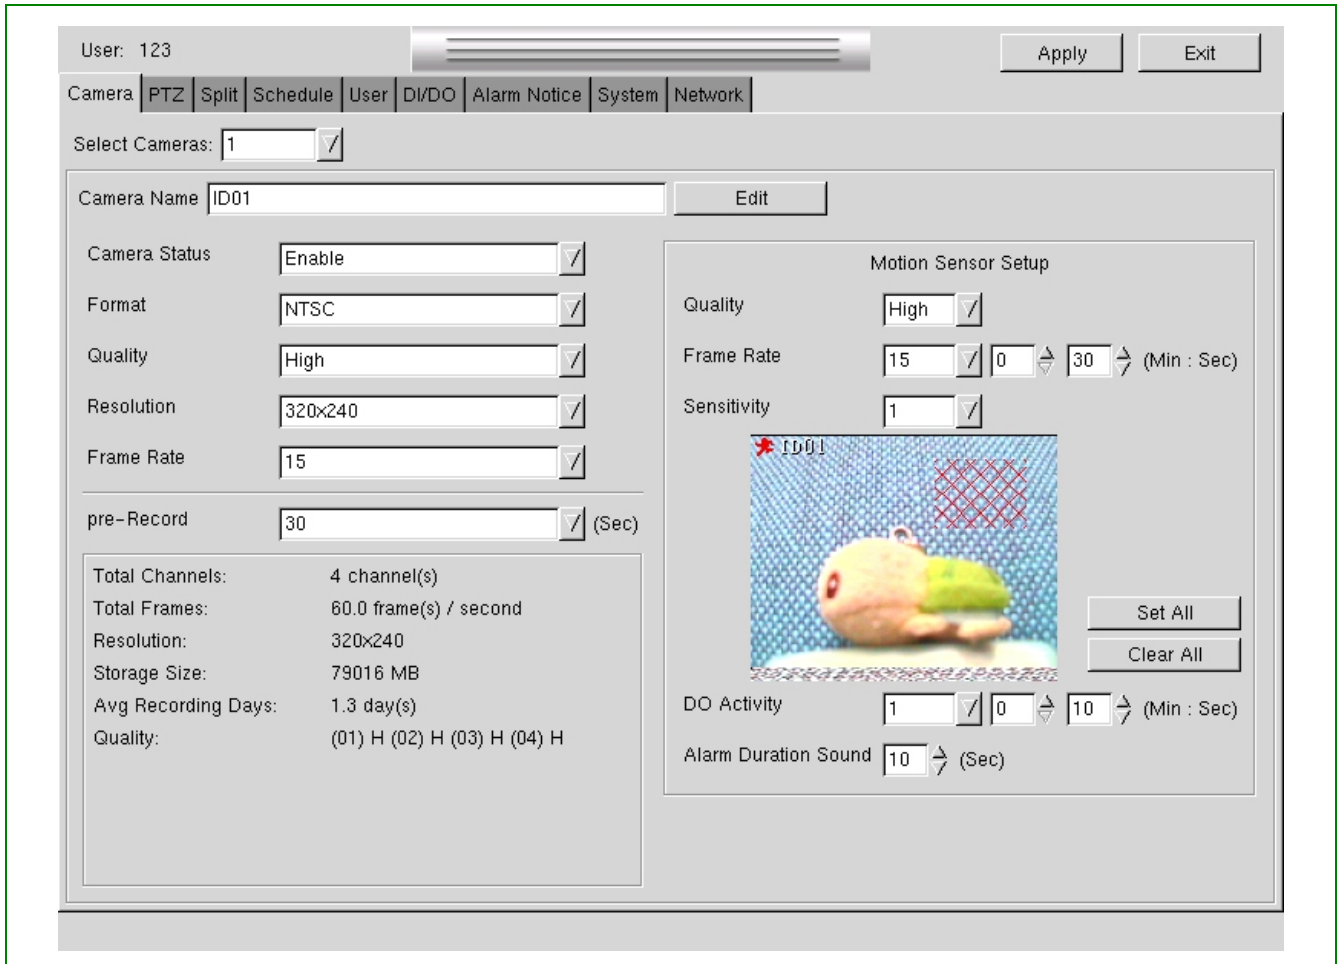 User: 123
Apply
Exit
Camera PTZ Split Schedule User DI/DO Alarm Notice System Network
Select Cameras: 1
Camera Name ID01 Edit
Camera Status Enable
Format NTSC
Quality High
Resolution 320x240
Frame Rate 15
pre-Record 30 (Sec)
Total Channels: 4 channel(s)
Total Frames: 60.0 frame(s) / second
Resolution: 320x240
Storage Size: 79016 MB
Avg Recording Days: 1.3 day(s)
Quality: (01) H (02) H (03) H (04) H
Motion Sensor Setup
Quality High
Frame Rate 15 0 30 (Min : Sec)
Sensitivity 1
ID01
Set All
Clear All
DO Activity 1 0 10 (Min : Sec)
Alarm Duration Sound 10 (Sec)